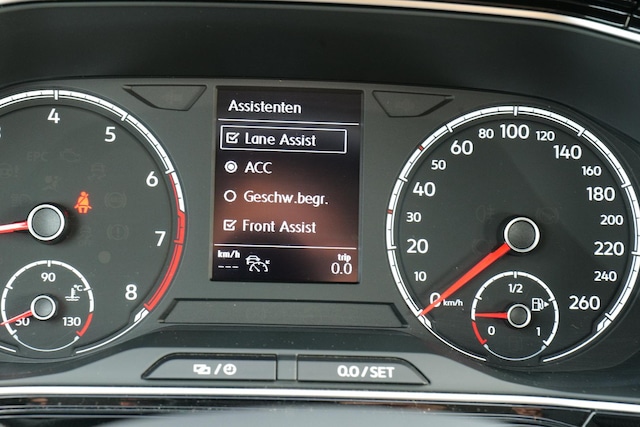 Assistenten
Lane Assist
ACC
Geschw.begr.
Front Assist
km/h trip
--- 0.0
4 5 6 7 8
EPC
90
°C
50 130
0 10 20 40 50 60 80 100 120 140 160 180 200 220 240 260
km/h
1/2
0 1
0.0 / SET